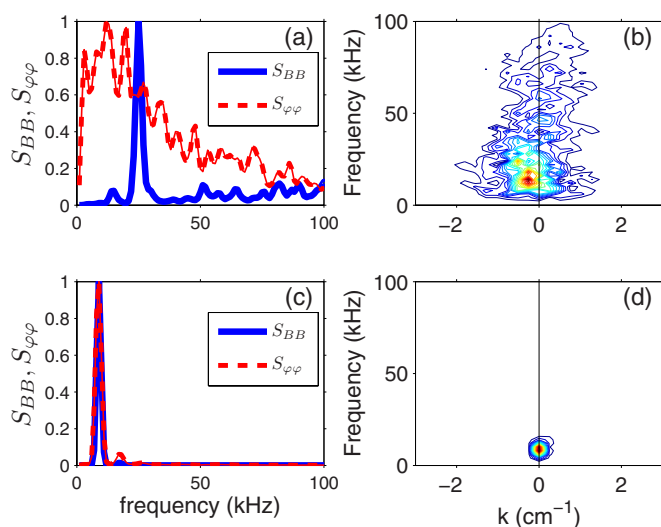 (a)
S_BB, S_φφ
1
0.8
0.6
0.4
0.2
0
0 50 100
frequency (kHz)
S_BB
S_φφ
(b)
Frequency (kHz)
100
50
0
−2 0 2
(c)
S_BB, S_φφ
1
0.8
0.6
0.4
0.2
0
0 50 100
frequency (kHz)
S_BB
S_φφ
(d)
Frequency (kHz)
100
50
0
−2 0 2
k (cm⁻¹)